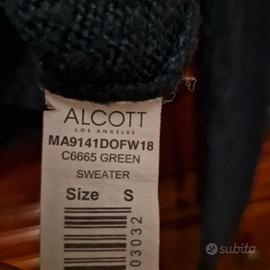 ALCOTT
LOS ANGELES
MA9141DOFW18
C6665 GREEN
SWEATER
Size S
03032
subito